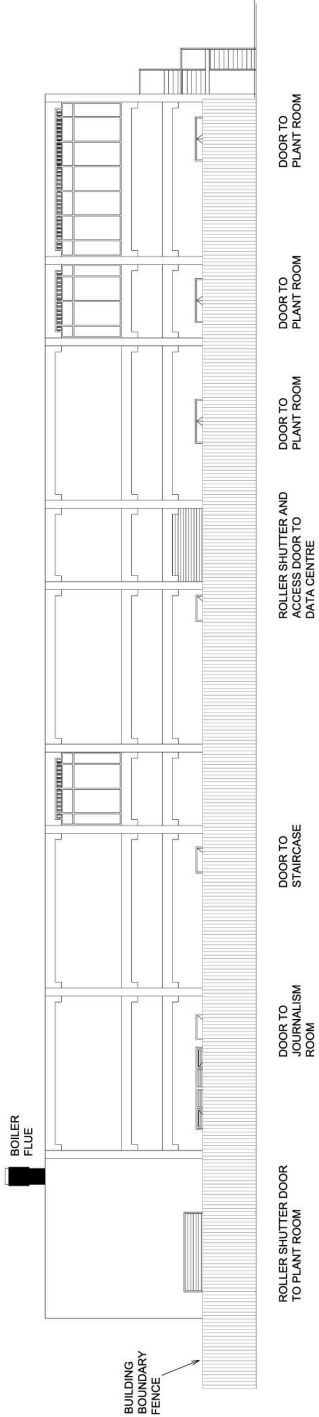 BOILER
FLUE
BUILDING
BOUNDARY
FENCE
ROLLER SHUTTER DOOR
TO PLANT ROOM
DOOR TO
JOURNALISM
ROOM
DOOR TO
STAIRCASE
ROLLER SHUTTER AND
ACCESS DOOR TO
DATA CENTRE
DOOR TO
PLANT ROOM
DOOR TO
PLANT ROOM
DOOR TO
PLANT ROOM